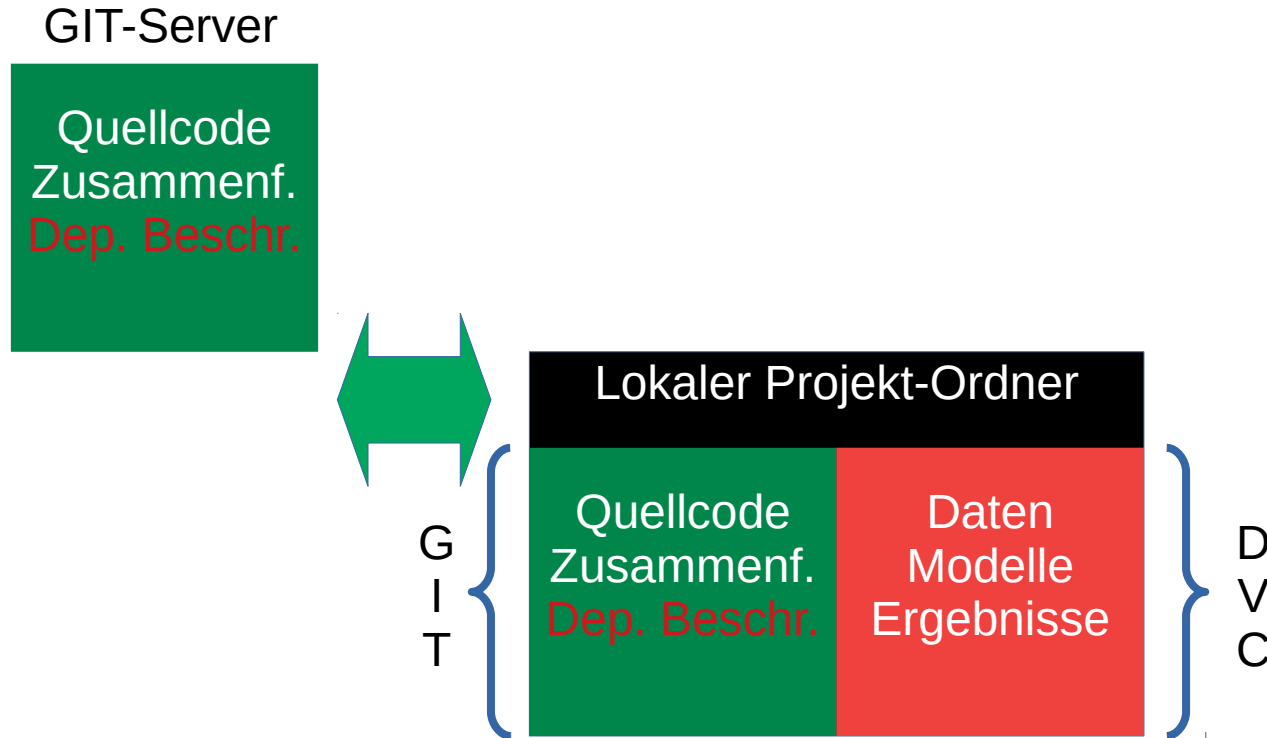 GIT-Server
Quellcode
Zusammenf.
Dep. Beschr.
Lokaler Projekt-Ordner
G
I
T
Quellcode
Zusammenf.
Dep. Beschr.
Daten
Modelle
Ergebnisse
D
V
C